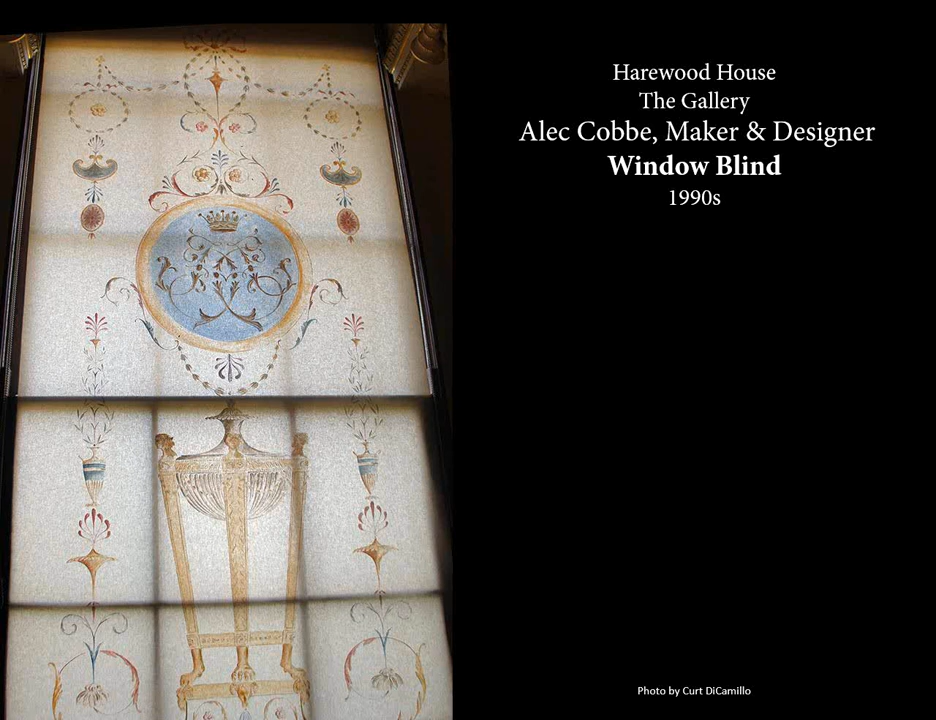 Harewood House
The Gallery
Alec Cobbe, Maker & Designer
Window Blind
1990s
Photo by Curt DiCamillo